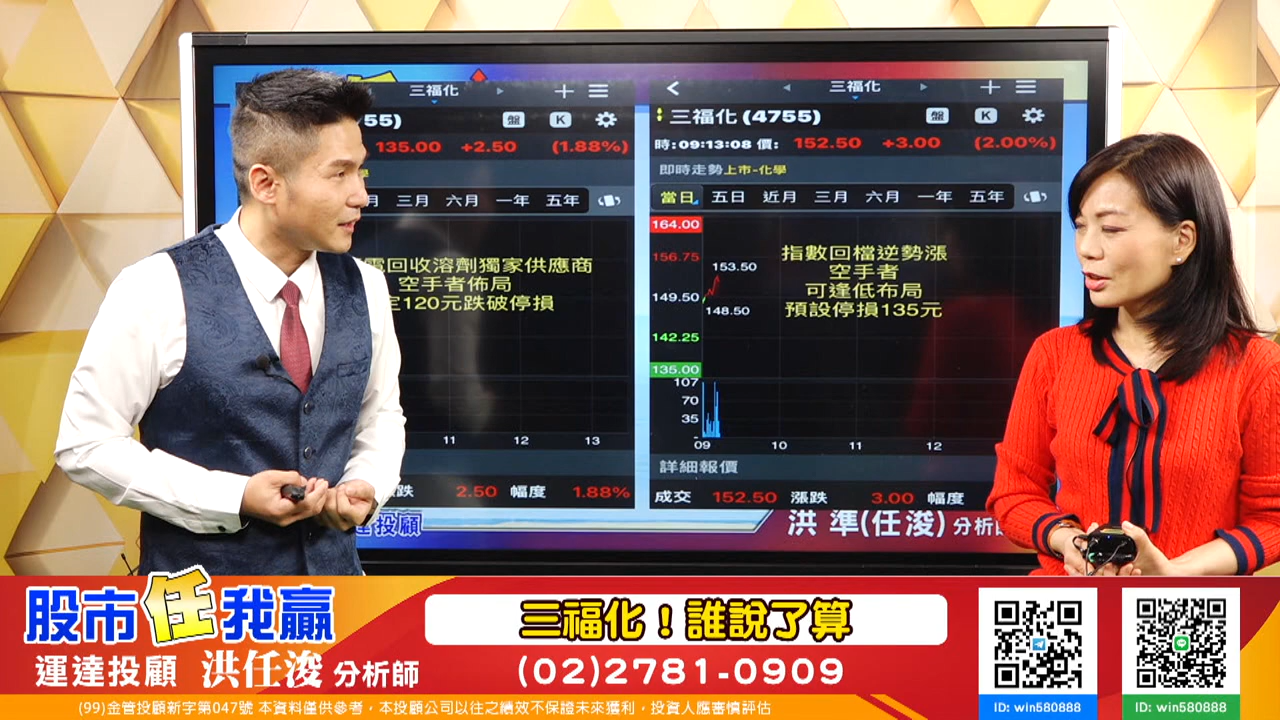 三福化
55)
盤
K
135.00 +2.50 (1.88%)
三月 六月 一年 五年
電回收溶劑獨家供應商
空手者佈局
定120元跌破停損
11 12 13
漲跌 2.50 幅度 1.88%
運達投顧
三福化
三福化 (4755)
盤
K
時:09:13:08 價: 152.50 +3.00 (2.00%)
即時走勢上市-化學
當日 五日 近月 三月 六月 一年 五年
164.00
156.75
153.50
149.50
148.50
142.25
135.00
指數回檔逆勢漲
空手者
可逢低布局
預設停損135元
107
70
35
09 10 11 12
詳細報價
成交 152.50 漲跌 3.00 幅度
洪 準(任浚) 分析師
股市任我贏
運達投顧 洪任浚 分析師
三福化！誰說了算
(02)2781-0909
ID: win580888
ID: win580888
(99)金管投顧新字第047號 本資料僅供參考，本投顧公司以往之績效不保證未來獲利，投資人應審慎評估